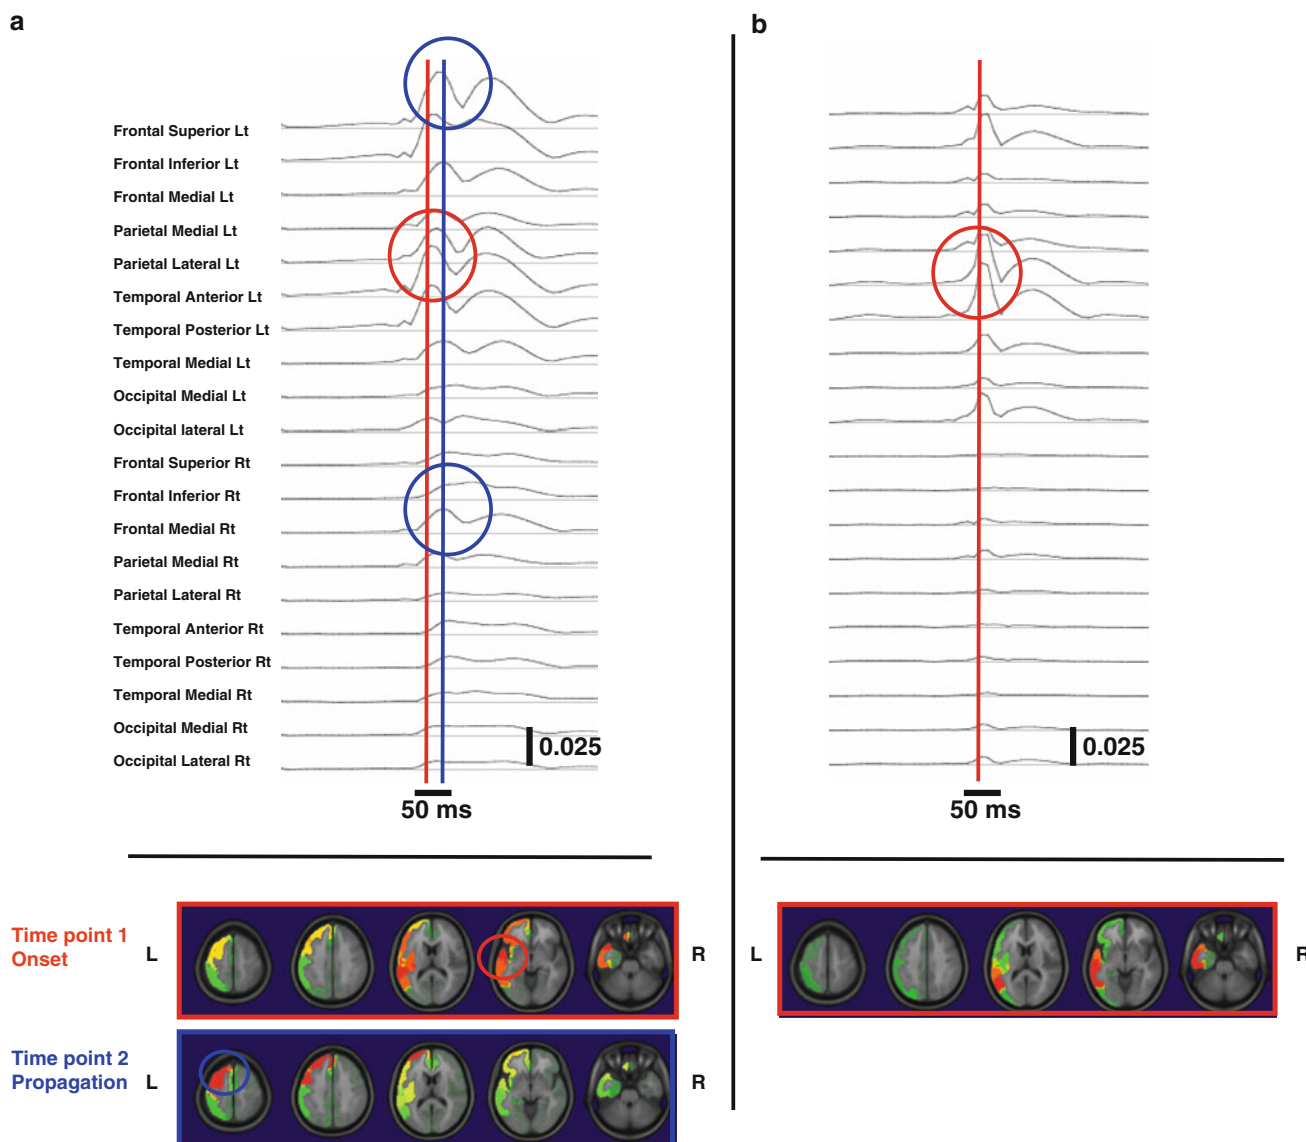 a
b
Frontal Superior Lt
Frontal Inferior Lt
Frontal Medial Lt
Parietal Medial Lt
Parietal Lateral Lt
Temporal Anterior Lt
Temporal Posterior Lt
Temporal Medial Lt
Occipital Medial Lt
Occipital lateral Lt
Frontal Superior Rt
Frontal Inferior Rt
Frontal Medial Rt
Parietal Medial Rt
Parietal Lateral Rt
Temporal Anterior Rt
Temporal Posterior Rt
Temporal Medial Rt
Occipital Medial Rt
Occipital Lateral Rt
0.025
50 ms
0.025
50 ms
Time point 1
Onset
L
R
L
R
Time point 2
Propagation
L
R